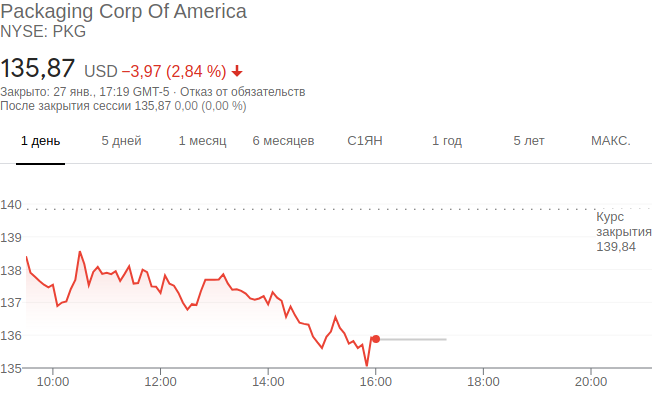 Packaging Corp Of America
NYSE: PKG
135,87 USD −3,97 (2,84 %)
Закрыто: 27 янв., 17:19 GMT-5 · Отказ от обязательств
После закрытия сессии 135,87 0,00 (0,00 %)
1 день 5 дней 1 месяц 6 месяцев С1ЯН 1 год 5 лет МАКС.
140
Курс
закрытия
139,84
139
138
137
136
135
10:00 12:00 14:00 16:00 18:00 20:00